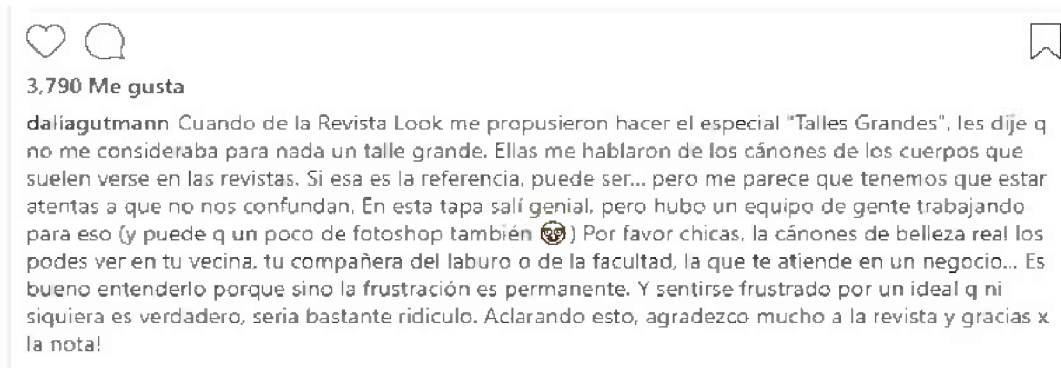 3,790 Me gusta
daliagutmann Cuando de la Revista Look me propusieron hacer el especial "Talles Grandes", les dije q
no me consideraba para nada un talle grande. Ellas me hablaron de los cánones de los cuerpos que
suelen verse en las revistas. Si esa es la referencia, puede ser... pero me parece que tenemos que estar
atentas a que no nos confundan. En esta tapa salí genial, pero hubo un equipo de gente trabajando
para eso (y puede q un poco de fotoshop también 🤓) Por favor chicas, la cánones de belleza real los
podes ver en tu vecina, tu compañera del laburo o de la facultad, la que te atiende en un negocio... Es
bueno entenderlo porque sino la frustración es permanente. Y sentirse frustrado por un ideal q ni
siquiera es verdadero, seria bastante ridiculo. Aclarando esto, agradezco mucho a la revista y gracias x
la nota!